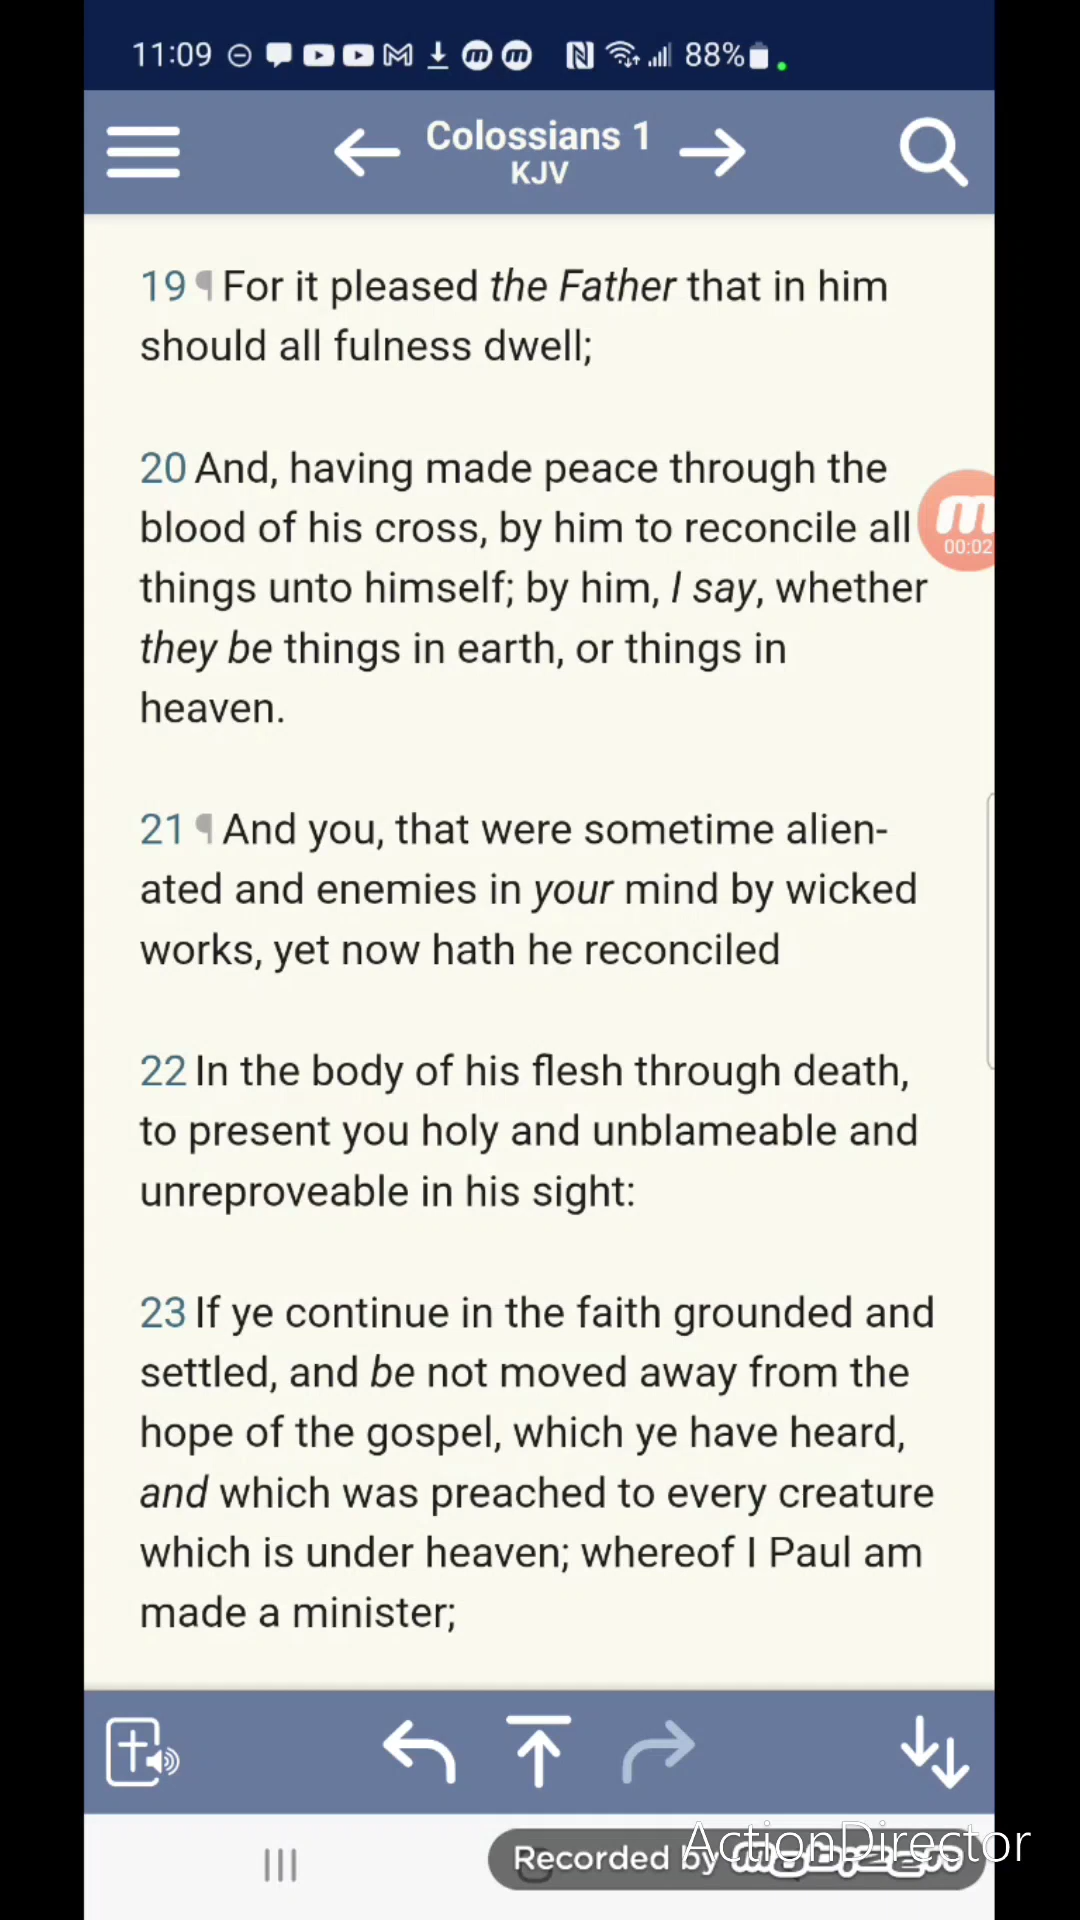 11:09 88%
Colossians 1
KJV
19 ¶ For it pleased the Father that in him
should all fulness dwell;
20 And, having made peace through the
blood of his cross, by him to reconcile all
things unto himself; by him, I say, whether
they be things in earth, or things in
heaven.
00:02
21 ¶ And you, that were sometime alien-
ated and enemies in your mind by wicked
works, yet now hath he reconciled
22 In the body of his flesh through death,
to present you holy and unblameable and
unreproveable in his sight:
23 If ye continue in the faith grounded and
settled, and be not moved away from the
hope of the gospel, which ye have heard,
and which was preached to every creature
which is under heaven; whereof I Paul am
made a minister;
ActionDirector
Recorded by